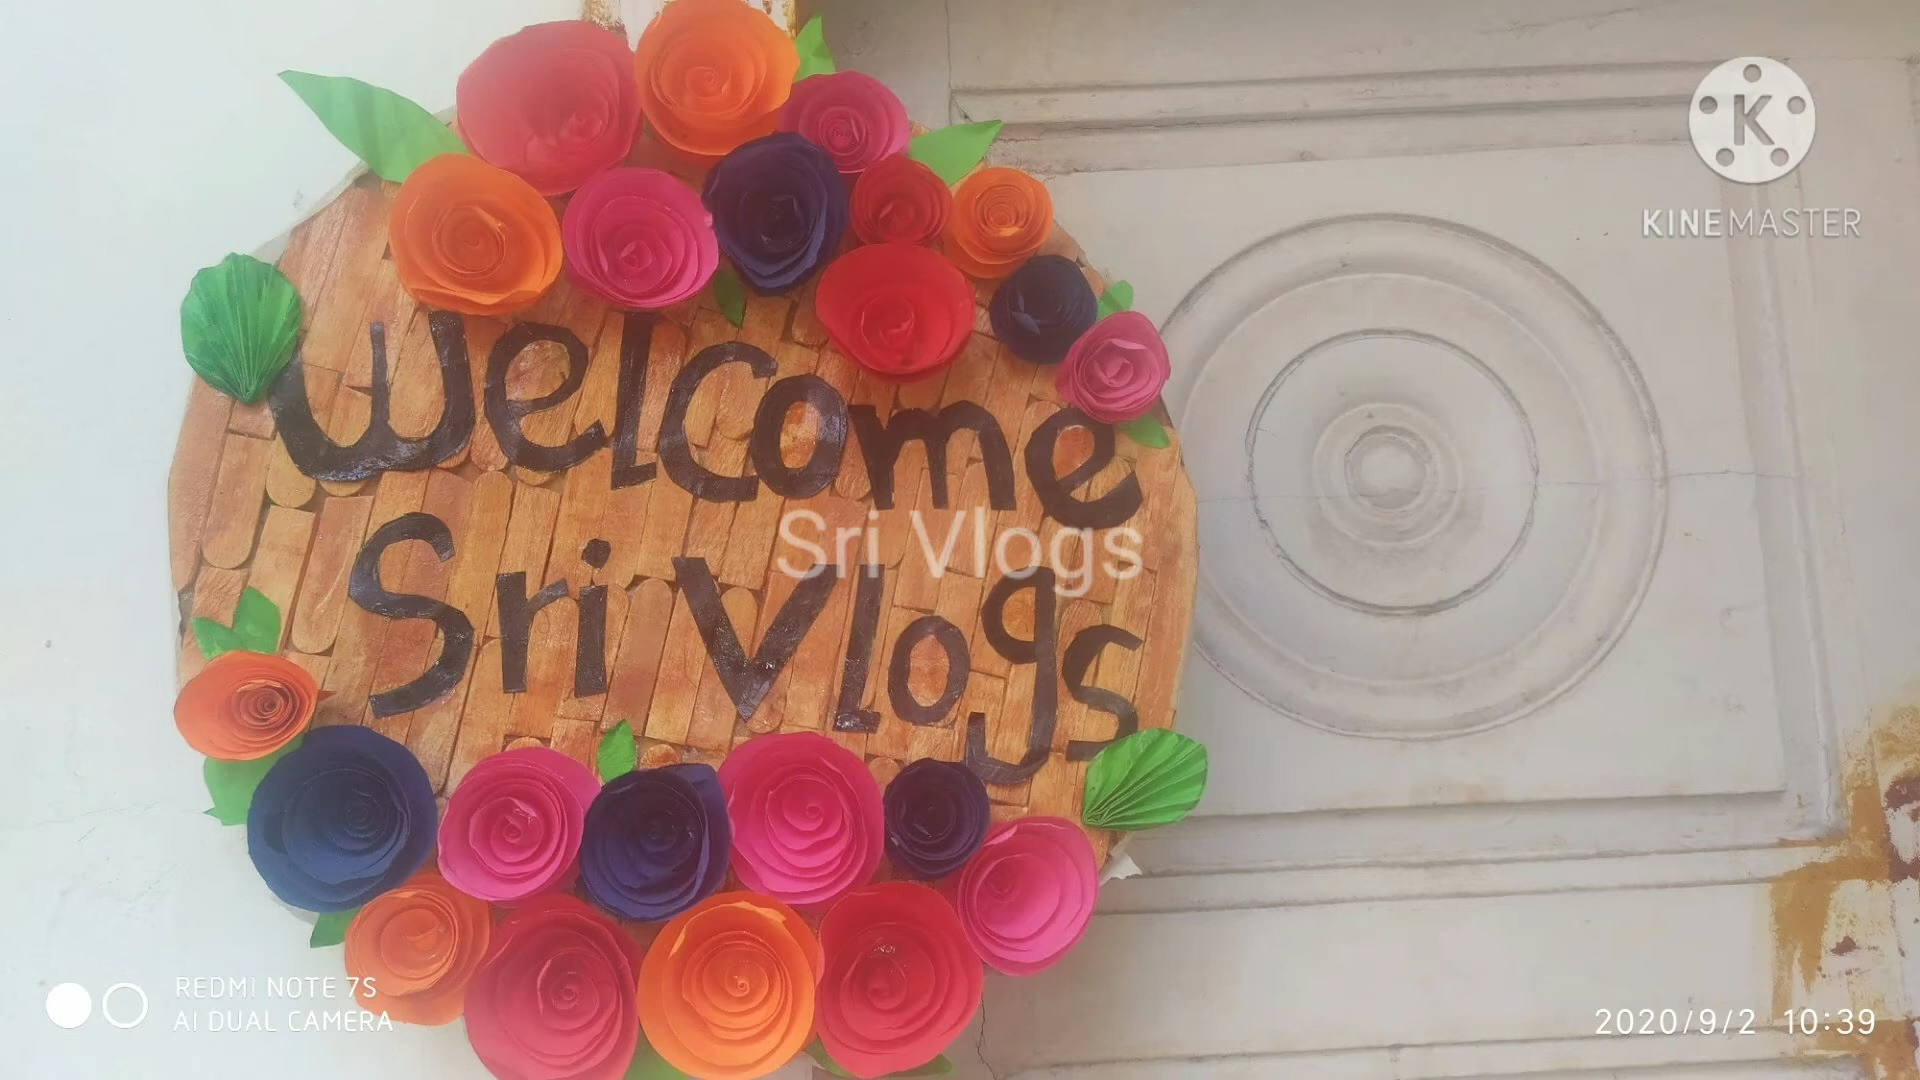 KINEMASTER
welcome
Sri Vlogs
Sri Vlogs
REDMI NOTE 7S
AI DUAL CAMERA
2020/9/2 10:39